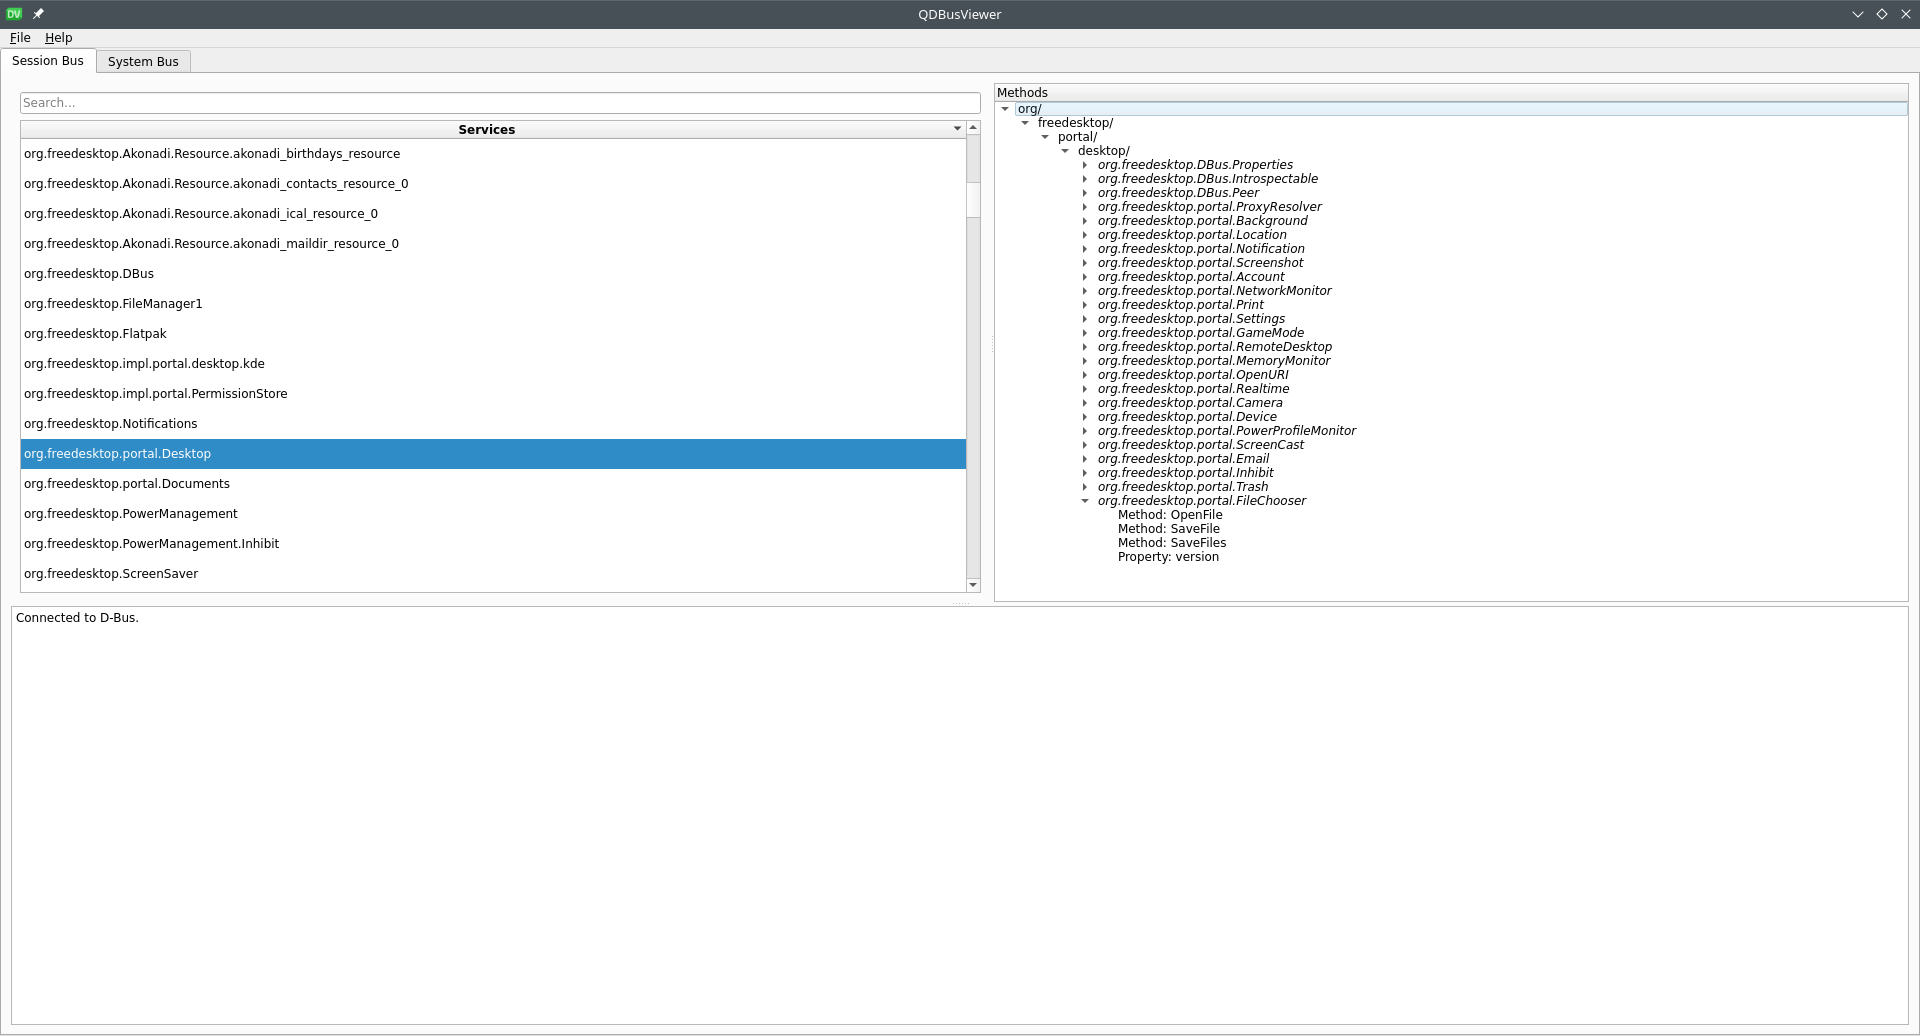 DV
QDBusViewer
File Help
Session Bus System Bus
Search...
Services
org.freedesktop.Akonadi.Resource.akonadi_birthdays_resource
org.freedesktop.Akonadi.Resource.akonadi_contacts_resource_0
org.freedesktop.Akonadi.Resource.akonadi_ical_resource_0
org.freedesktop.Akonadi.Resource.akonadi_maildir_resource_0
org.freedesktop.DBus
org.freedesktop.FileManager1
org.freedesktop.Flatpak
org.freedesktop.impl.portal.desktop.kde
org.freedesktop.impl.portal.PermissionStore
org.freedesktop.Notifications
org.freedesktop.portal.Desktop
org.freedesktop.portal.Documents
org.freedesktop.PowerManagement
org.freedesktop.PowerManagement.Inhibit
org.freedesktop.ScreenSaver
Methods
org/
freedesktop/
portal/
desktop/
org.freedesktop.DBus.Properties
org.freedesktop.DBus.Introspectable
org.freedesktop.DBus.Peer
org.freedesktop.portal.ProxyResolver
org.freedesktop.portal.Background
org.freedesktop.portal.Location
org.freedesktop.portal.Notification
org.freedesktop.portal.Screenshot
org.freedesktop.portal.Account
org.freedesktop.portal.NetworkMonitor
org.freedesktop.portal.Print
org.freedesktop.portal.Settings
org.freedesktop.portal.GameMode
org.freedesktop.portal.RemoteDesktop
org.freedesktop.portal.MemoryMonitor
org.freedesktop.portal.OpenURI
org.freedesktop.portal.Realtime
org.freedesktop.portal.Camera
org.freedesktop.portal.Device
org.freedesktop.portal.PowerProfileMonitor
org.freedesktop.portal.ScreenCast
org.freedesktop.portal.Email
org.freedesktop.portal.Inhibit
org.freedesktop.portal.Trash
org.freedesktop.portal.FileChooser
Method: OpenFile
Method: SaveFile
Method: SaveFiles
Property: version
Connected to D-Bus.